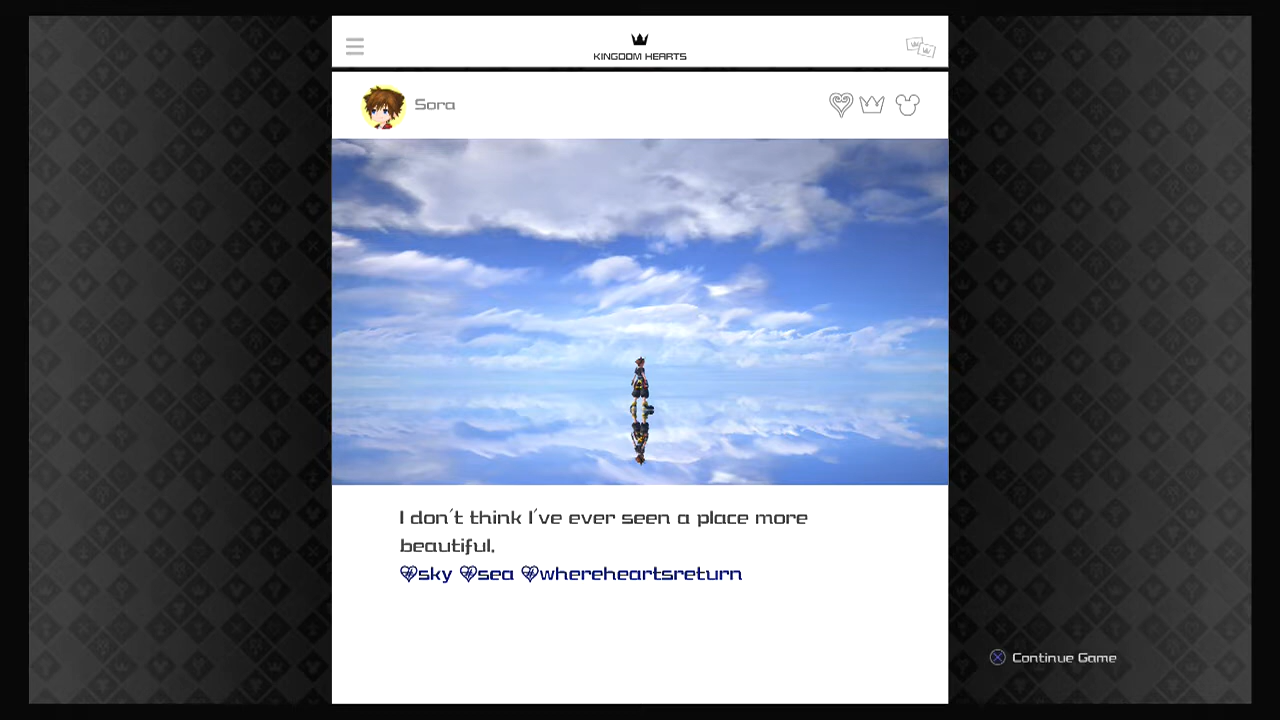 KINGDOM HEARTS
Sora
I don't think I've ever seen a place more
beautiful.
#sky #sea #whereheartsreturn
Continue Game